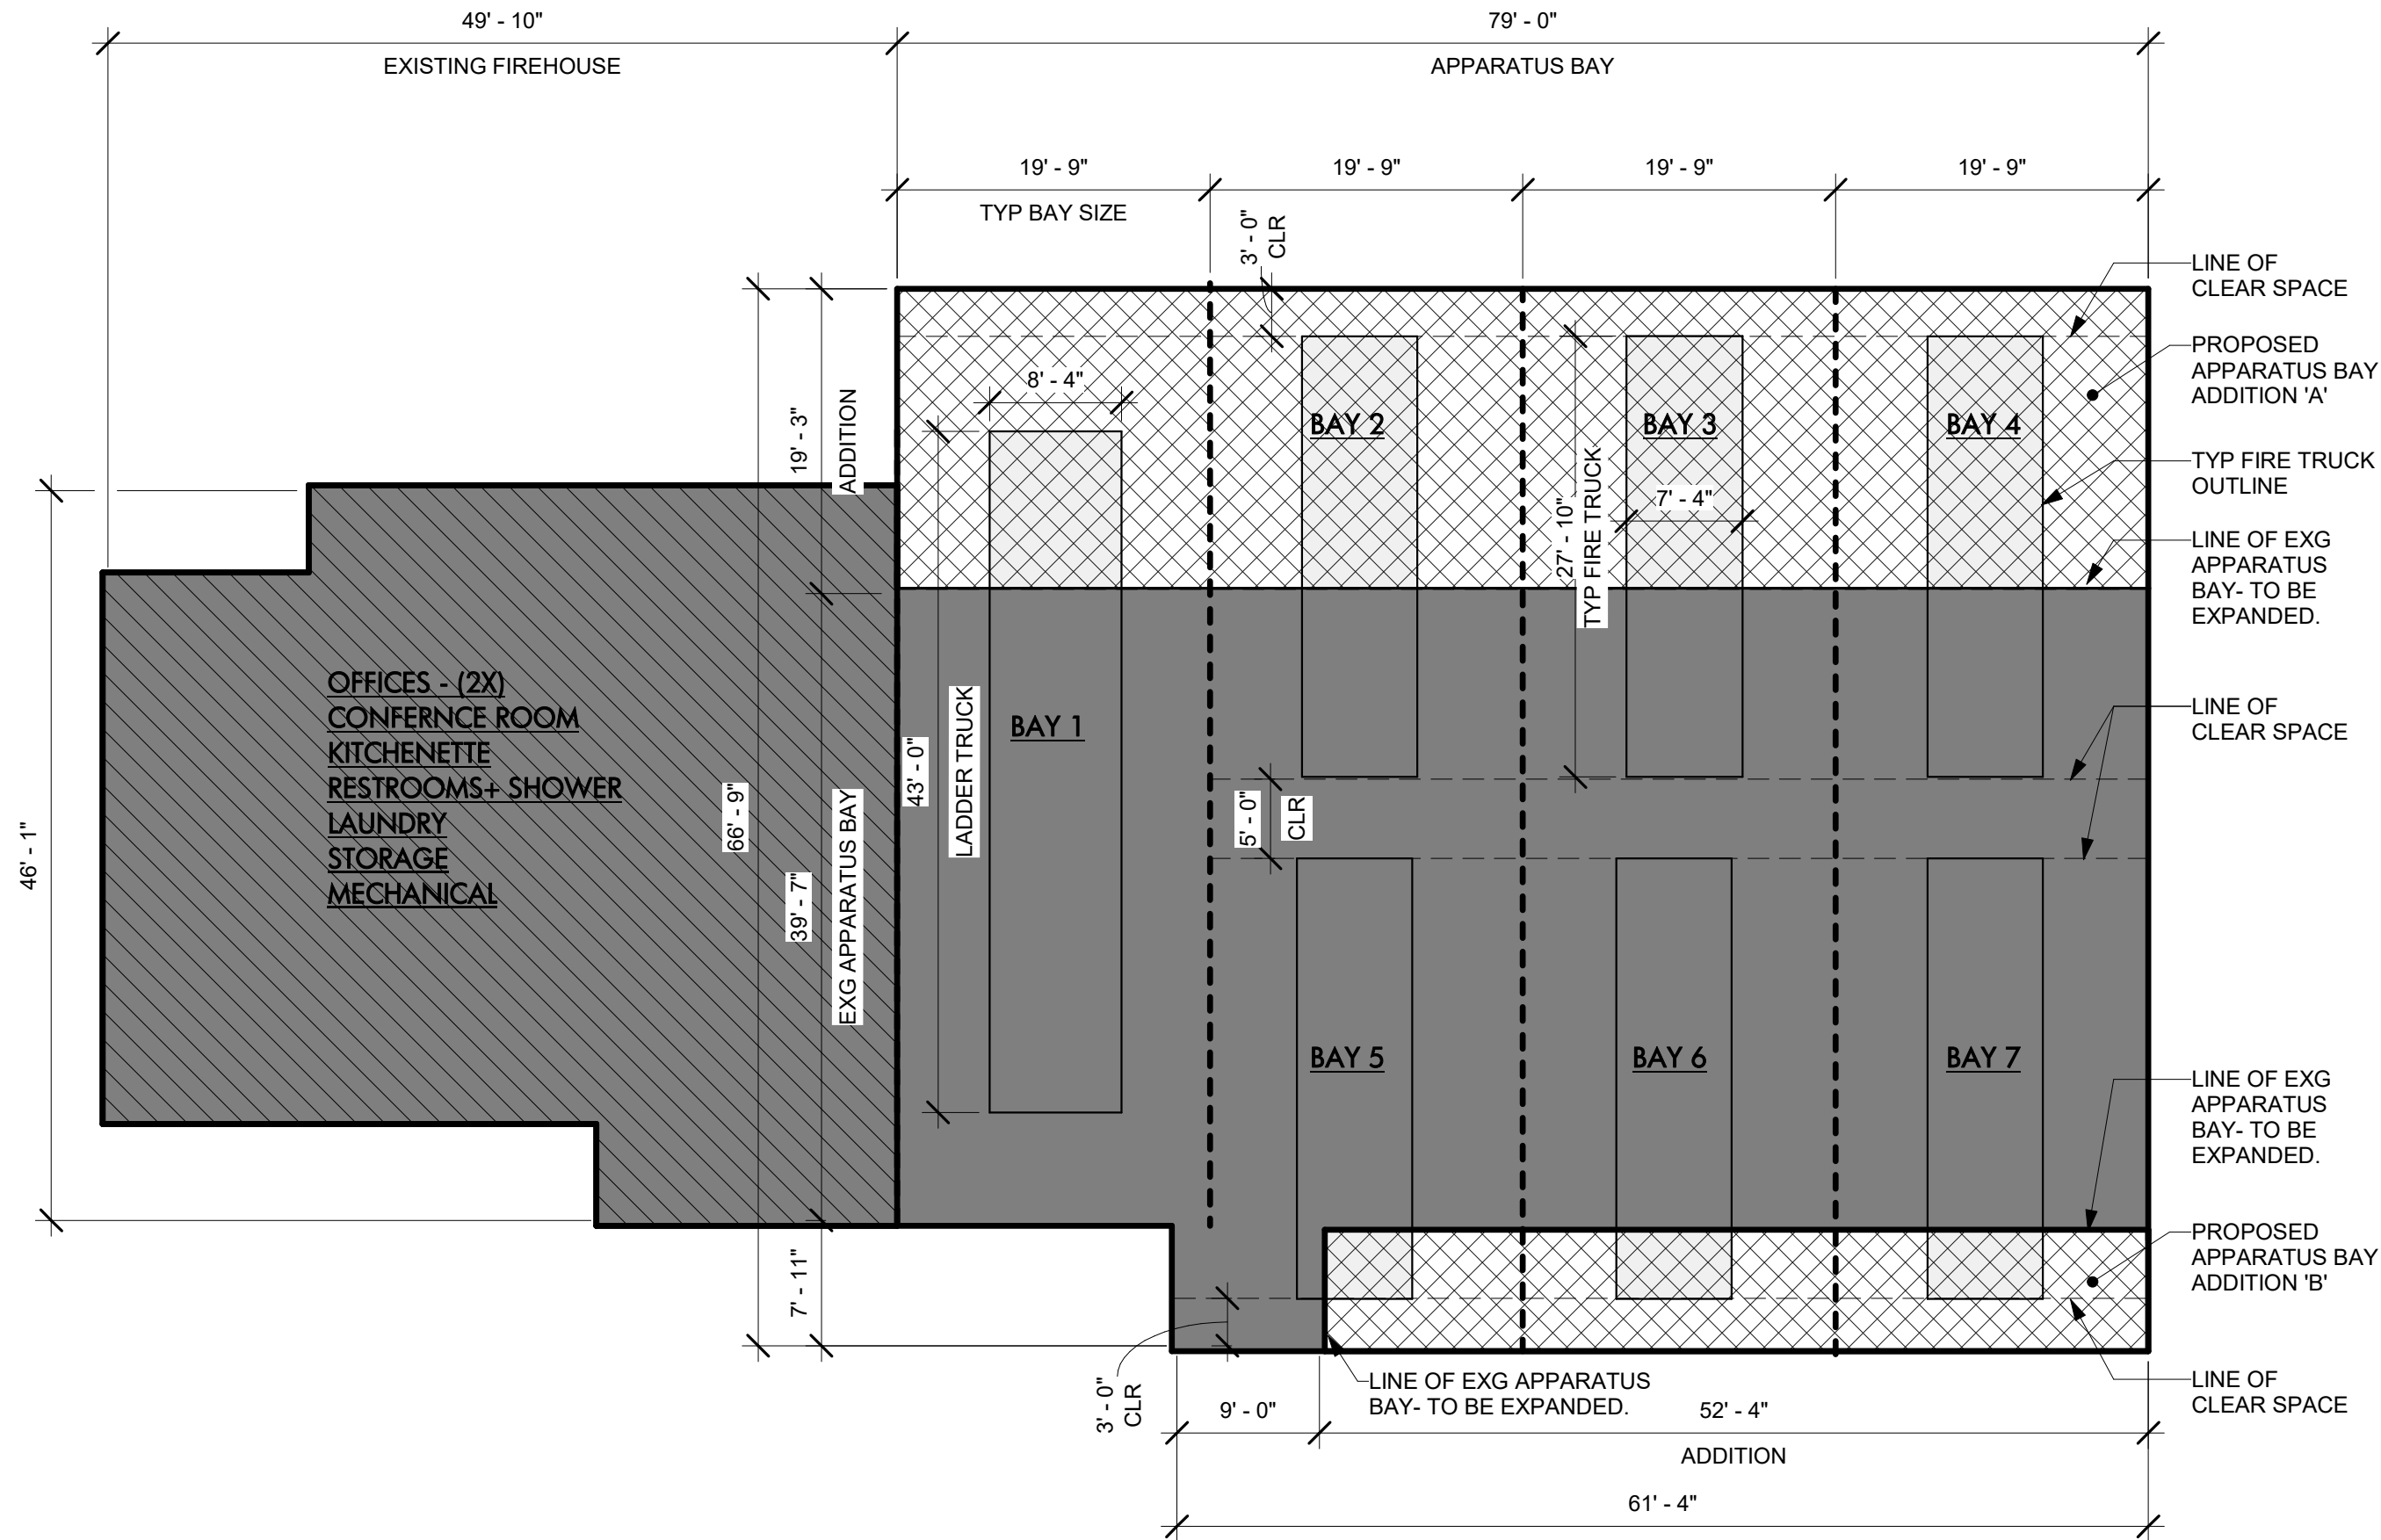 49' - 10"
79' - 0"
EXISTING FIREHOUSE
APPARATUS BAY
19' - 9"
19' - 9"
19' - 9"
19' - 9"
TYP BAY SIZE
3' - 0"
CLR
LINE OF
CLEAR SPACE
PROPOSED
APPARATUS BAY
ADDITION 'A'
8' - 4"
19' - 3"
ADDITION
BAY 2
BAY 3
BAY 4
TYP FIRE TRUCK
OUTLINE
7' - 4"
27' - 10"
TYP FIRE TRUCK
LINE OF EXG
APPARATUS
BAY- TO BE
EXPANDED.
OFFICES - (2X)
CONFERNCE ROOM
KITCHENETTE
RESTROOMS+ SHOWER
LAUNDRY
STORAGE
MECHANICAL
BAY 1
43' - 0"
LADDER TRUCK
LINE OF
CLEAR SPACE
66' - 9"
5' - 0"
CLR
46' - 1"
39' - 7"
EXG APPARATUS BAY
BAY 5
BAY 6
BAY 7
LINE OF EXG
APPARATUS
BAY- TO BE
EXPANDED.
PROPOSED
APPARATUS BAY
ADDITION 'B'
7' - 11"
3' - 0"
CLR
LINE OF EXG APPARATUS
BAY- TO BE EXPANDED.
LINE OF
CLEAR SPACE
9' - 0"
52' - 4"
ADDITION
61' - 4"